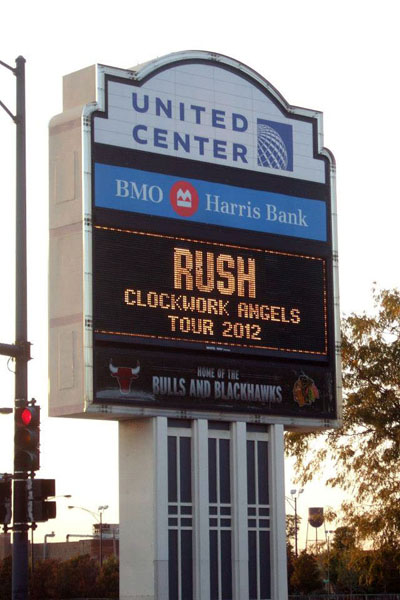 UNITED
CENTER
BMO Harris Bank
RUSH
CLOCKWORK ANGELS
TOUR 2012
HOME OF THE
BULLS AND BLACKHAWKS